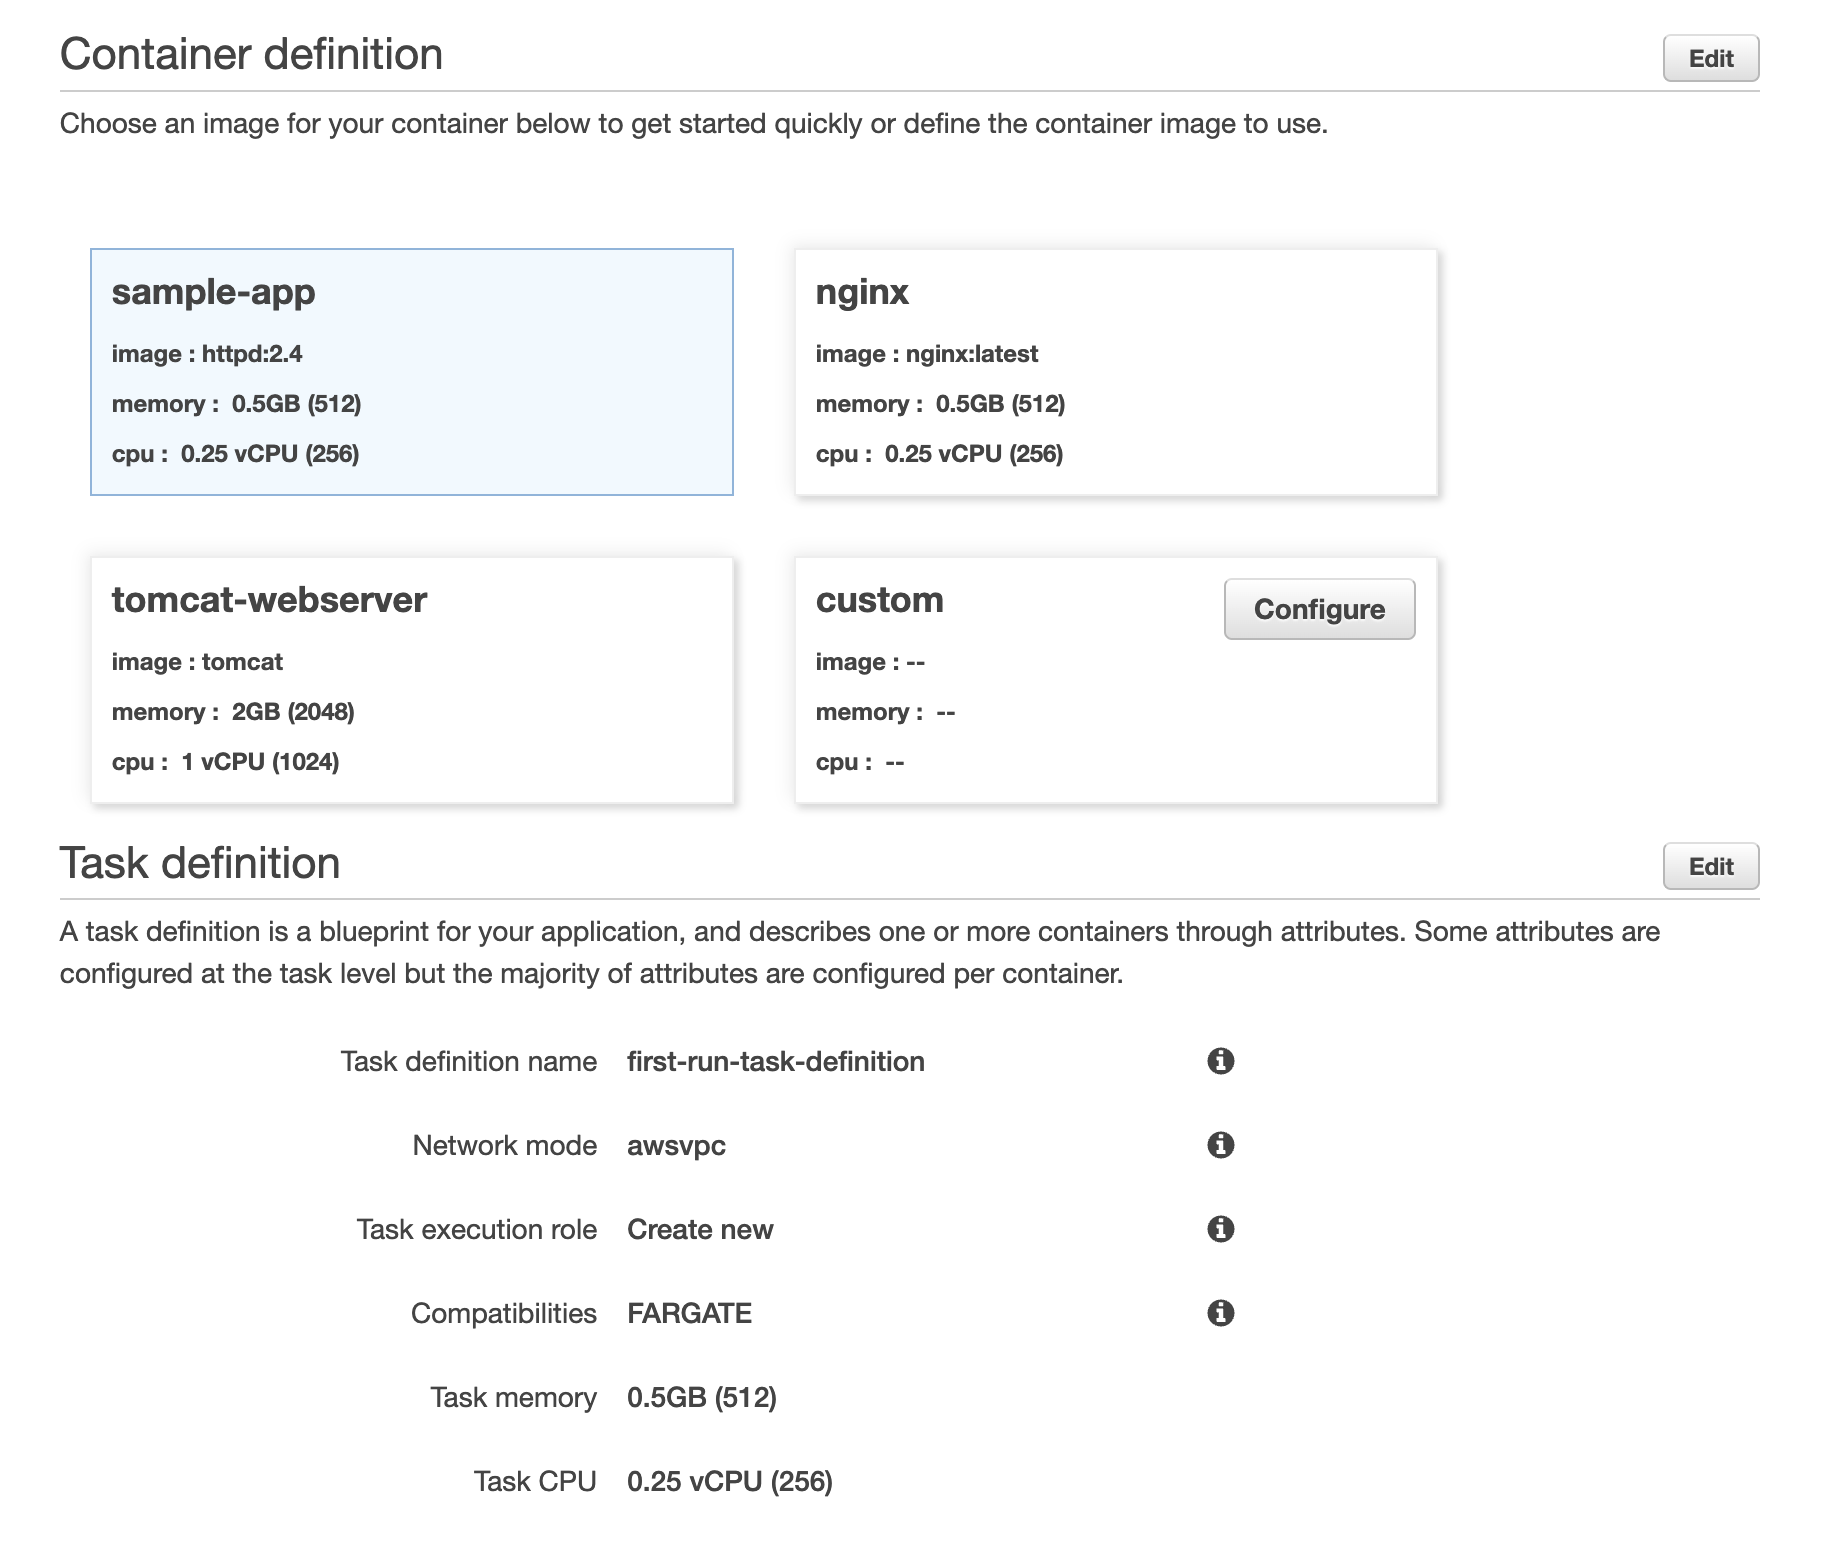 Container definition
Edit
Choose an image for your container below to get started quickly or define the container image to use.
sample-app
image : httpd:2.4
memory : 0.5GB (512)
cpu : 0.25 vCPU (256)
nginx
image : nginx:latest
memory : 0.5GB (512)
cpu : 0.25 vCPU (256)
tomcat-webserver
image : tomcat
memory : 2GB (2048)
cpu : 1 vCPU (1024)
custom
Configure
image : --
memory : --
cpu : --
Task definition
Edit
A task definition is a blueprint for your application, and describes one or more containers through attributes. Some attributes are
configured at the task level but the majority of attributes are configured per container.
Task definition name first-run-task-definition
Network mode awsvpc
Task execution role Create new
Compatibilities FARGATE
Task memory 0.5GB (512)
Task CPU 0.25 vCPU (256)